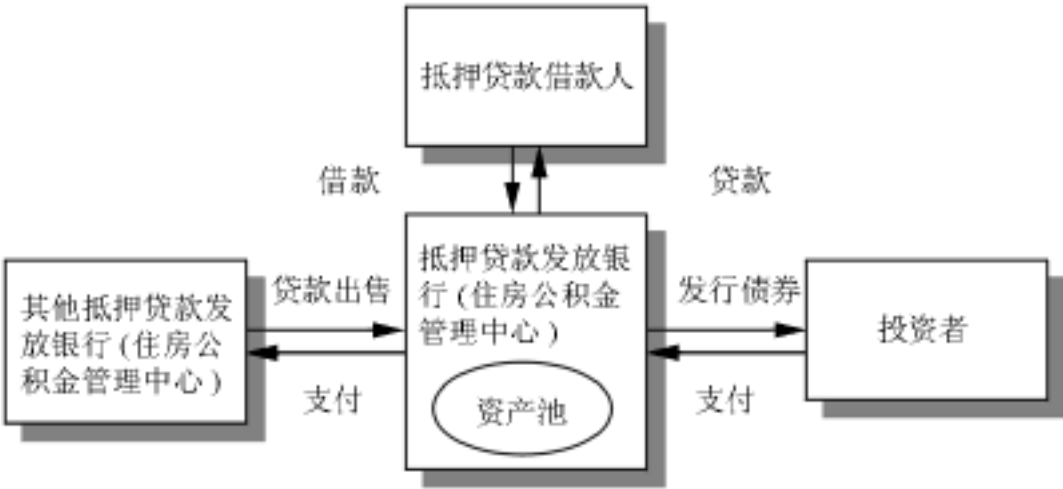 抵押贷款借款人
借款
贷款
其他抵押贷款发
放银行(住房公
积金管理中心)
贷款出售
支付
抵押贷款发放银
行(住房公积金
管理中心)
资产池
发行债券
支付
投资者